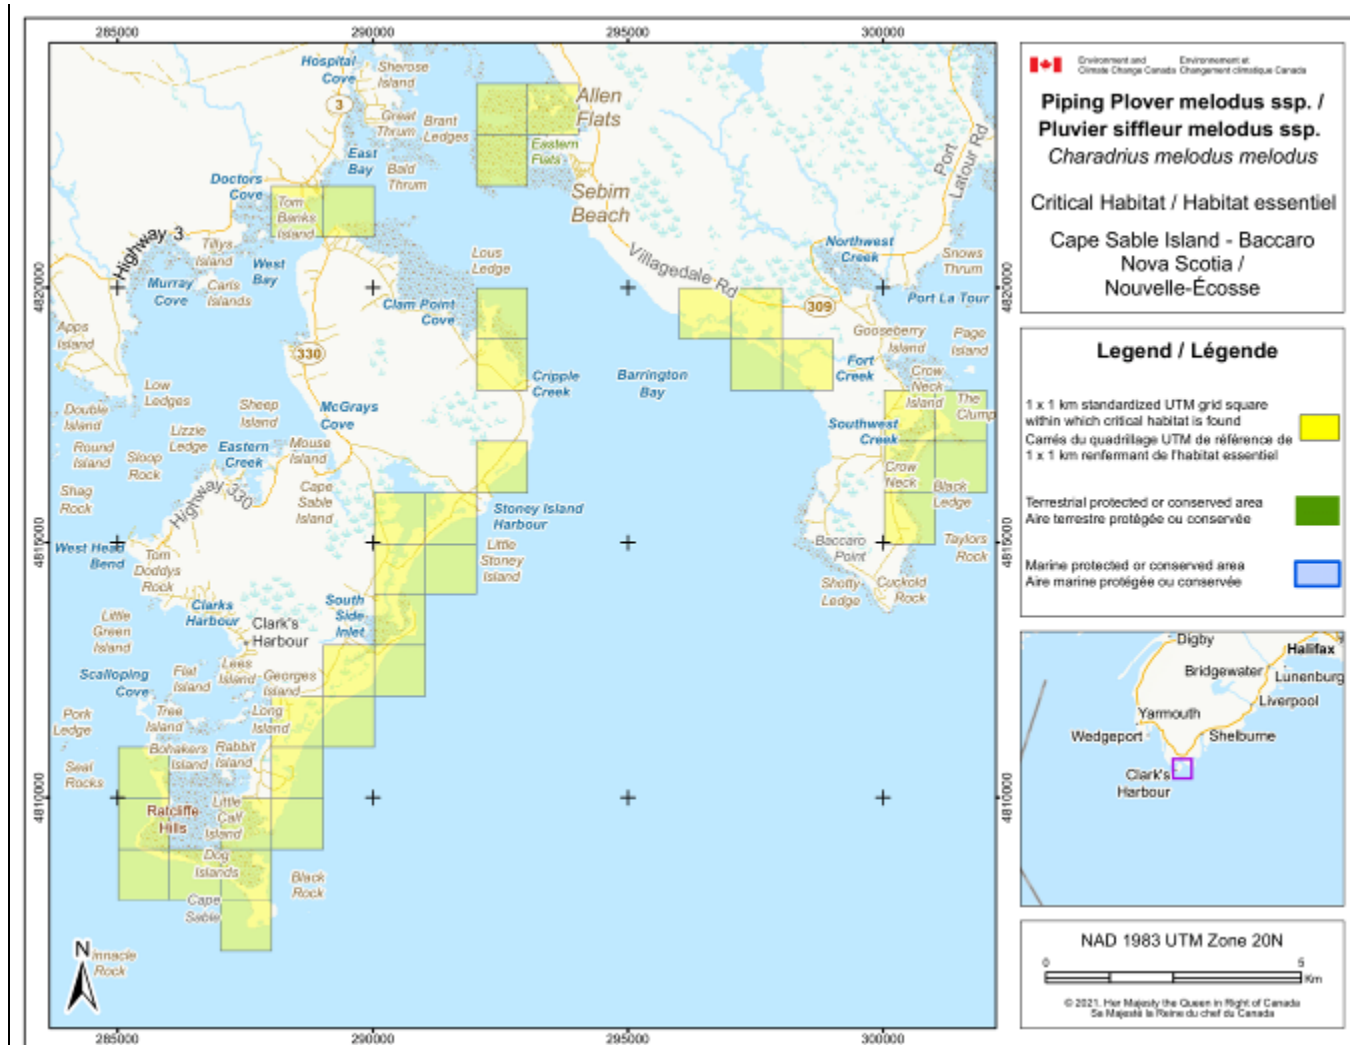 285000 290000 295000 300000
Hospital
Cove
Sherose
Island
3
Great
Thrum
Brant
Ledges
Allen
Flats
East
Bay
Bald
Thrum
Eastern
Flats
Doctors
Cove
Tom
Banks
Island
Sebim
Beach
Port
Latour Rd
Highway 3
Tillys
Island
West
Bay
Murray
Cove
Carls
Islands
Lous
Ledge
Villagedale Rd
Northwest
Creek
Snows
Thrum
4820000
4820000
Clam Point
Cove
309
Port La Tour
Apps
Island
330
Gooseberry
Island
Page
Island
Low
Ledges
Cripple
Creek
Barrington
Bay
Fort
Creek
Crow
Neck
Island
The
Clump
Double
Island
Sheep
Island
McGrays
Cove
Lizzie
Ledge
Southwest
Creek
Round
Island
Sloop
Rock
Eastern
Creek
Mouse
Island
Shag
Rock
Highway 330
Cape
Sable
Island
Crow
Neck
Black
Ledge
Stoney Island
Harbour
4815000
4815000
West Head
Bend
Tom
Doddys
Rock
Little
Stoney
Island
Baccaro
Point
Taylors
Rock
Shotty
Ledge
Cuckold
Rock
Little
Green
Island
Clarks
Harbour
Clark's
Harbour
South
Side
Inlet
Scalloping
Cove
Flat
Island
Lees
Island
Georges
Island
Pork
Ledge
Tree
Island
Long
Island
Bohakers
Island
Rabbit
Island
Seal
Rocks
4810000
4810000
Ratcliffe
Hills
Little
Calf
Island
Dog
Islands
Black
Rock
Cape
Sable
N
innacle
Rock
285000 290000 295000 300000
Environment and
Climate Change Canada
Environnement et
Changement climatique Canada
Piping Plover melodus ssp. /
Pluvier siffleur melodus ssp.
Charadrius melodus melodus
Critical Habitat / Habitat essentiel
Cape Sable Island - Baccaro
Nova Scotia /
Nouvelle-Écosse
Legend / Légende
1 x 1 km standardized UTM grid square
within which critical habitat is found
Carrés du quadrillage UTM de référence de
1 x 1 km renfermant de l'habitat essentiel
Terrestrial protected or conserved area
Aire terrestre protégée ou conservée
Marine protected or conserved area
Aire marine protégée ou conservée
Digby
Halifax
Bridgewater
Lunenburg
Liverpool
Yarmouth
Wedgeport
Shelburne
Clark's
Harbour
NAD 1983 UTM Zone 20N
0 5
Km
© 2021. Her Majesty the Queen in Right of Canada
Sa Majesté la Reine du chef du Canada